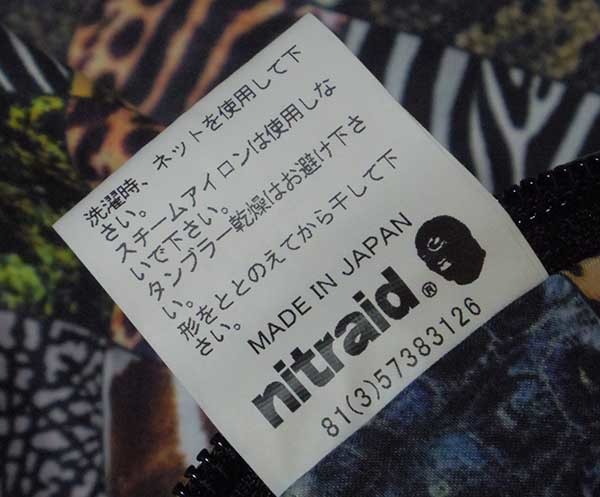 洗濯時、ネットを使用して下
さい。
スチームアイロンは使用しな
いで下さい。
タンブラー乾燥はお避け下さ
い。
形をととのえてから干して下
さい。
MADE IN JAPAN
nitraid®
81(3)57383126